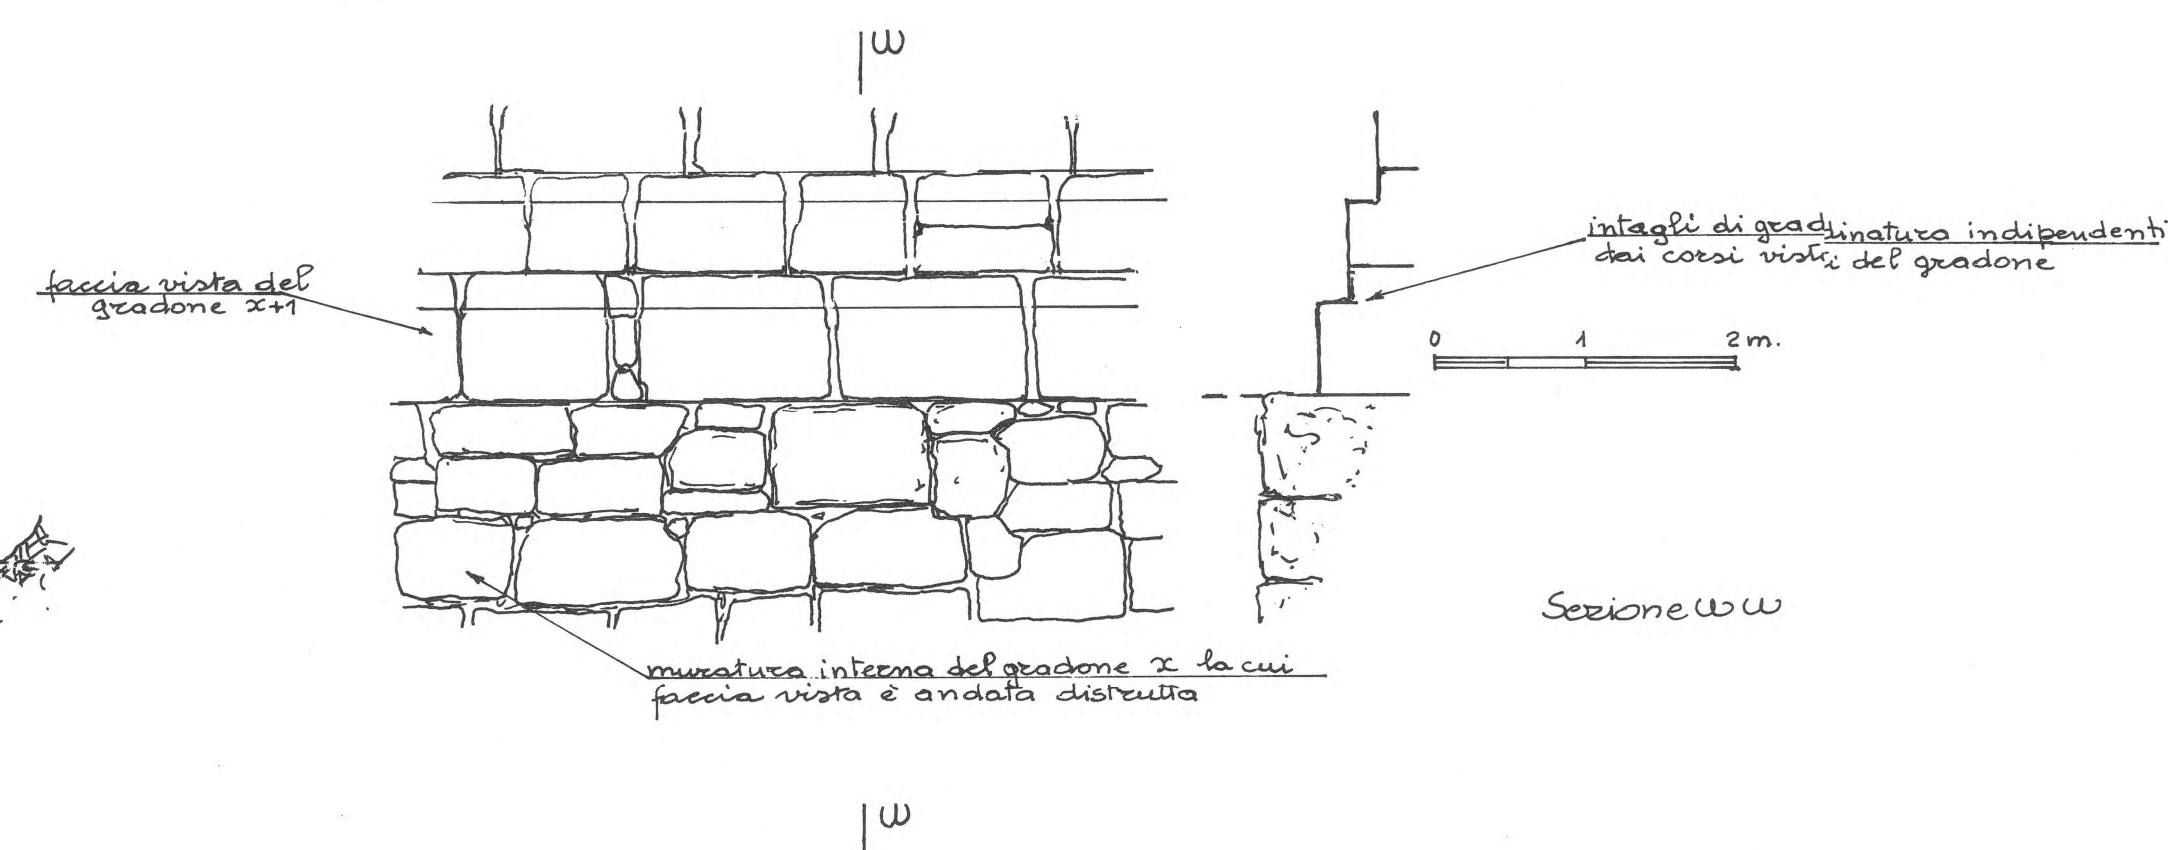 ω
faccia vista del
gradone x+1
intagli di gradinatura indipendenti
dai corsi visti del gradone
0 1 2 m.
Sezione ω ω
muratura interna del gradone x la cui
faccia vista è andata distrutta
ω